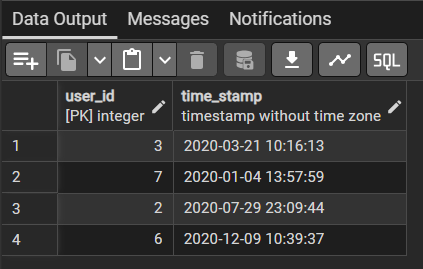 Data Output Messages Notifications
SQL
user_id time_stamp
[PK] integer timestamp without time zone
1 3 2020-03-21 10:16:13
2 7 2020-01-04 13:57:59
3 2 2020-07-29 23:09:44
4 6 2020-12-09 10:39:37